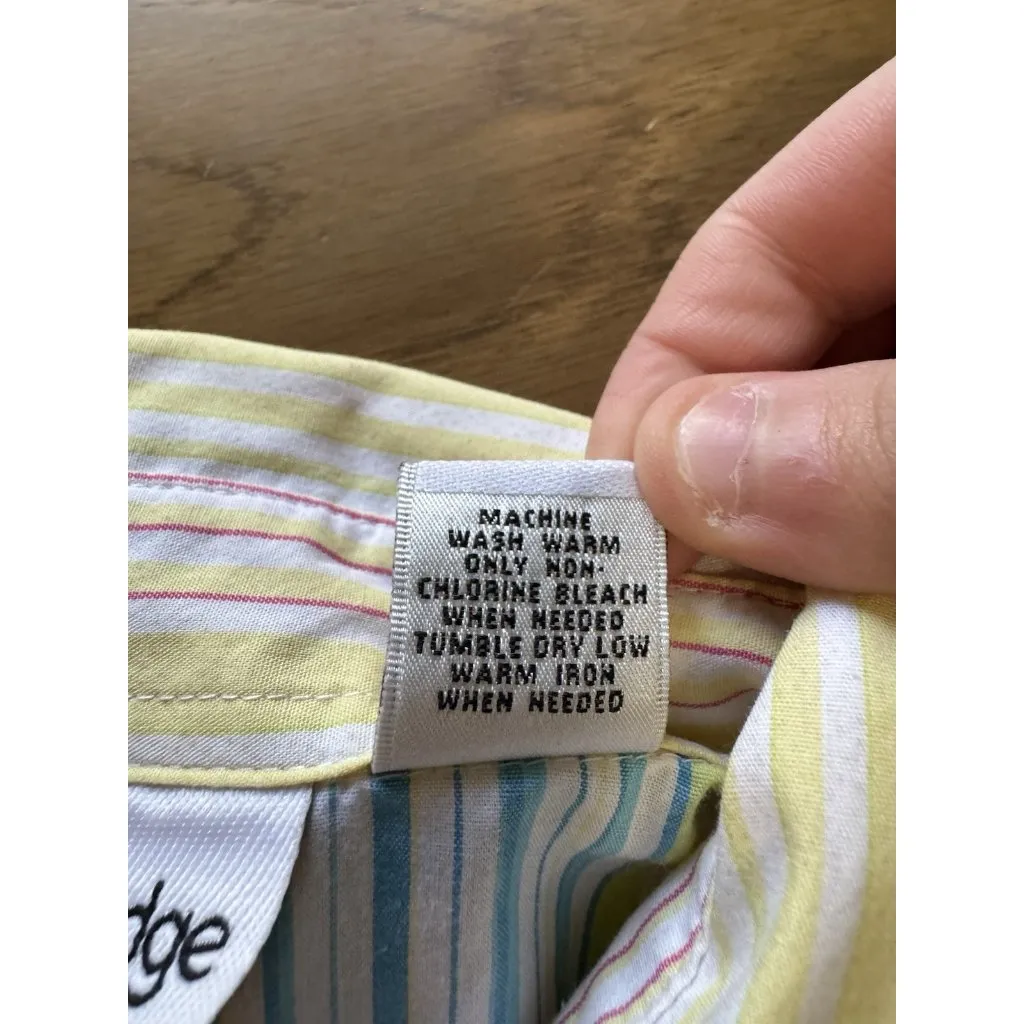 MACHINE
WASH WARM
ONLY NON-
CHLORINE BLEACH
WHEN NEEDED
TUMBLE DRY LOW
WARM IRON
WHEN NEEDED
dge